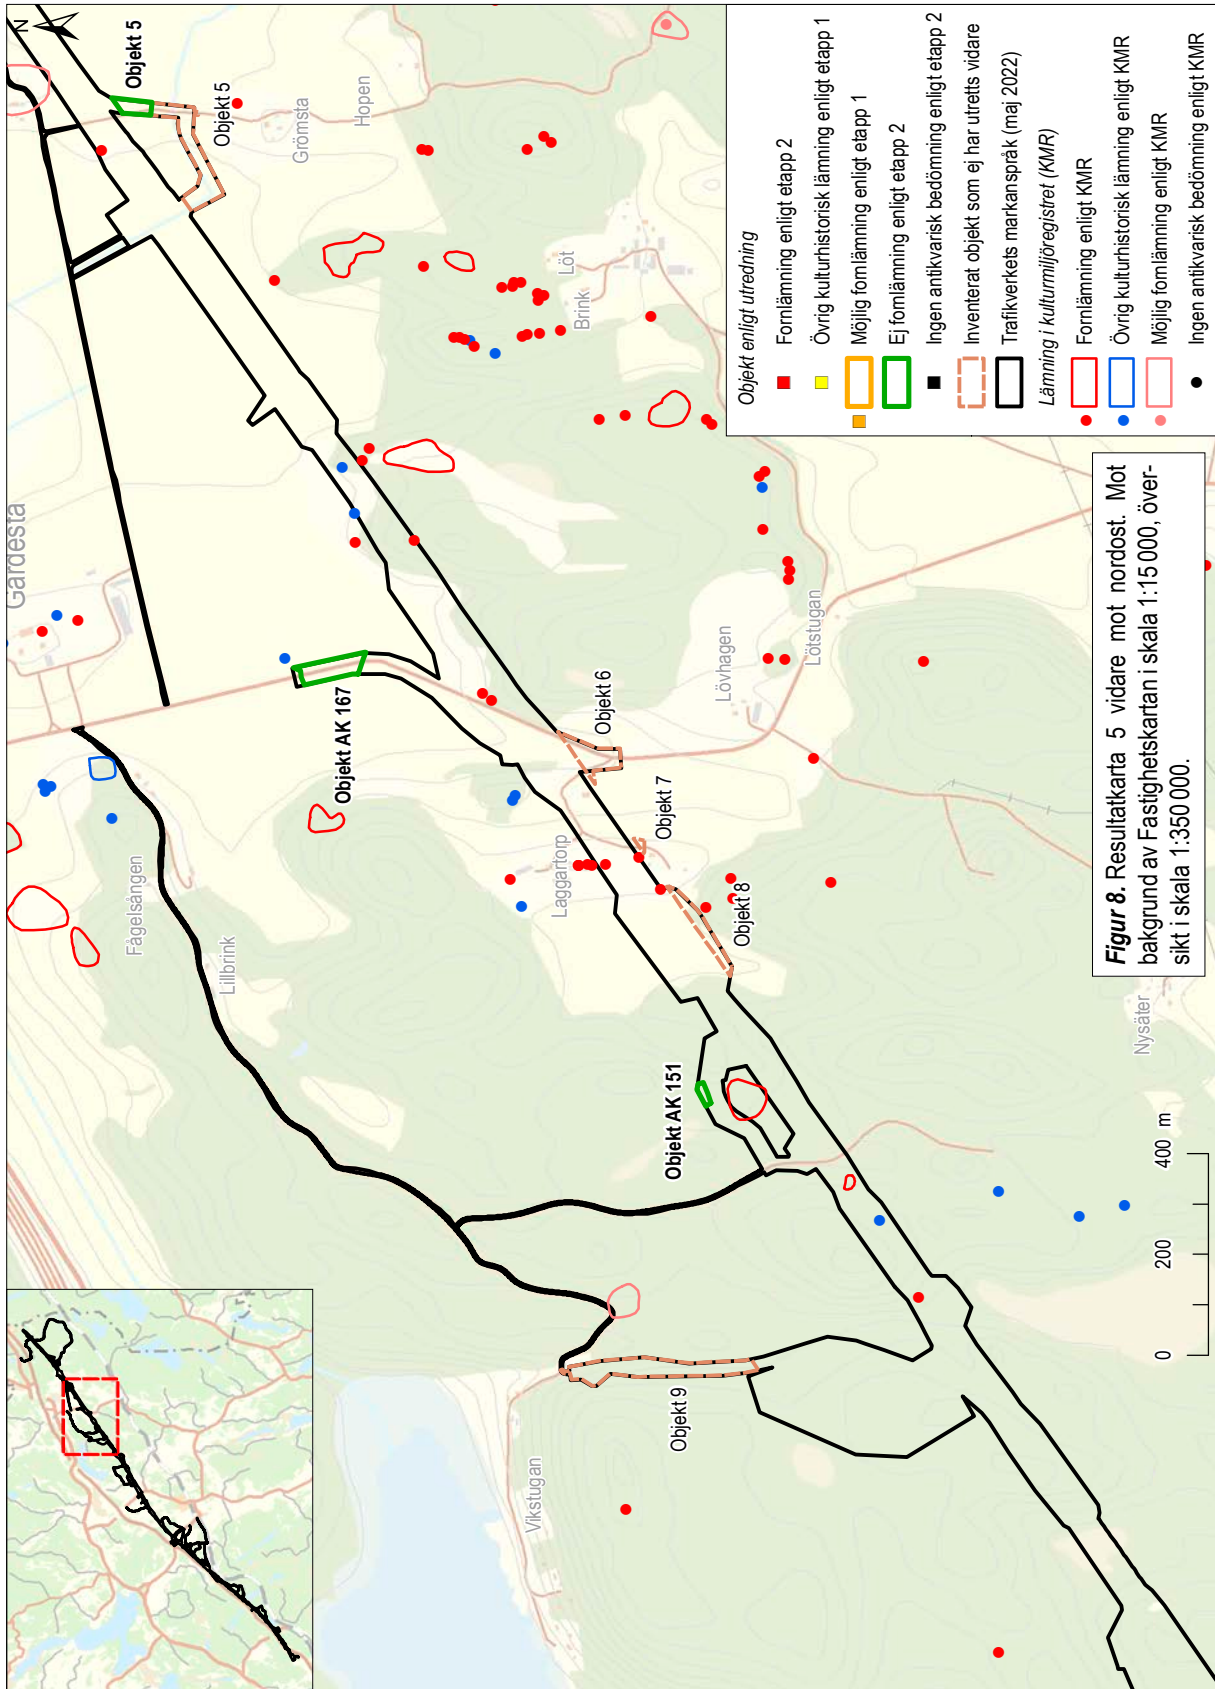 N
Gärdesta
Objekt 5
Objekt 5
Grömsta
Hopen
Fågelsången
Lillbrink
Objekt AK 167
Löt
Brink
Laggartorp
Objekt 6
Objekt 7
Objekt 8
Lövhagen
Lötstugan
Objekt AK 151
Vikstugan
Objekt 9
Nysäter
0 200 400 m
Objekt enligt utredning
Fornlämning enligt etapp 2
Övrig kulturhistorisk lämning enligt etapp 1
Möjlig fornlämning enligt etapp 1
Ej fornlämning enligt etapp 2
Ingen antikvarisk bedömning enligt etapp 2
Inventerat objekt som ej har utretts vidare
Trafikverkets markanspråk (maj 2022)
Lämning i kulturmiljöregistret (KMR)
Fornlämning enligt KMR
Övrig kulturhistorisk lämning enligt KMR
Möjlig fornlämning enligt KMR
Ingen antikvarisk bedömning enligt KMR
Figur 8. Resultatkarta 5 vidare mot nordost. Mot
bakgrund av Fastighetskartan i skala 1:15 000, över-
sikt i skala 1:350 000.